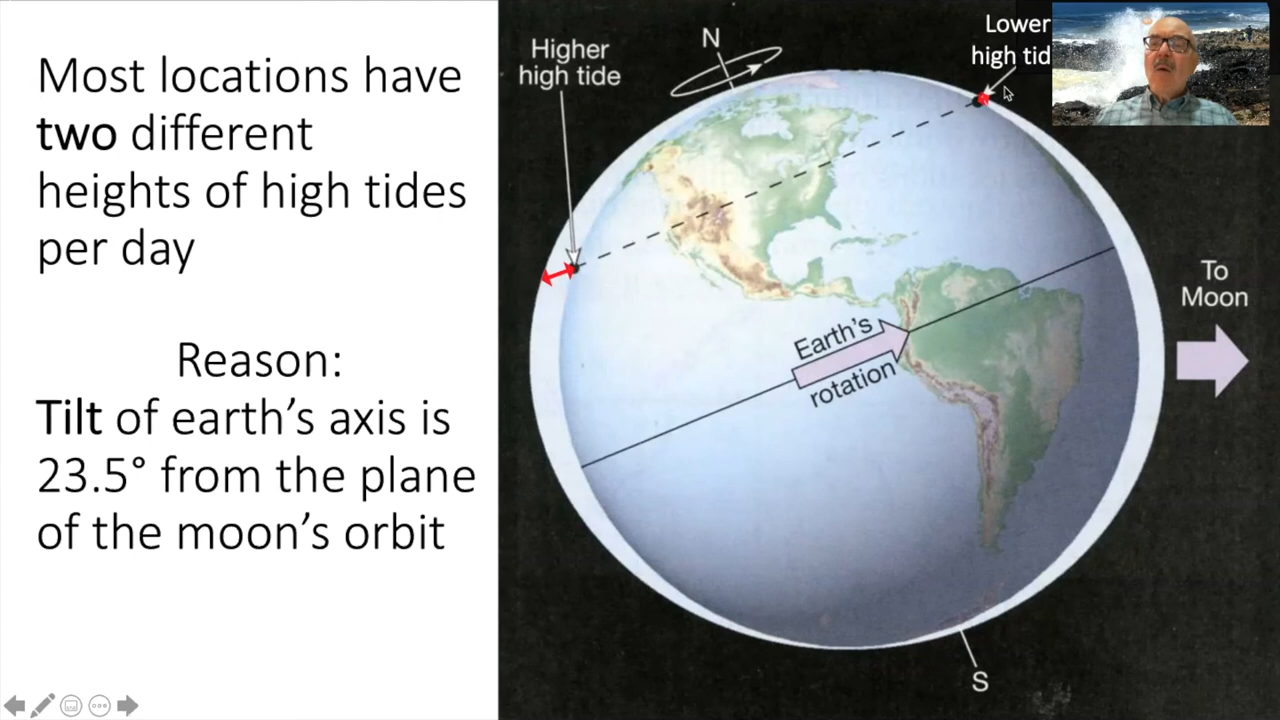 Most locations have
two different
heights of high tides
per day
Reason:
Tilt of earth's axis is
23.5° from the plane
of the moon's orbit
Higher
high tide
N
Lower
high tid
To
Moon
Earth's
rotation
S